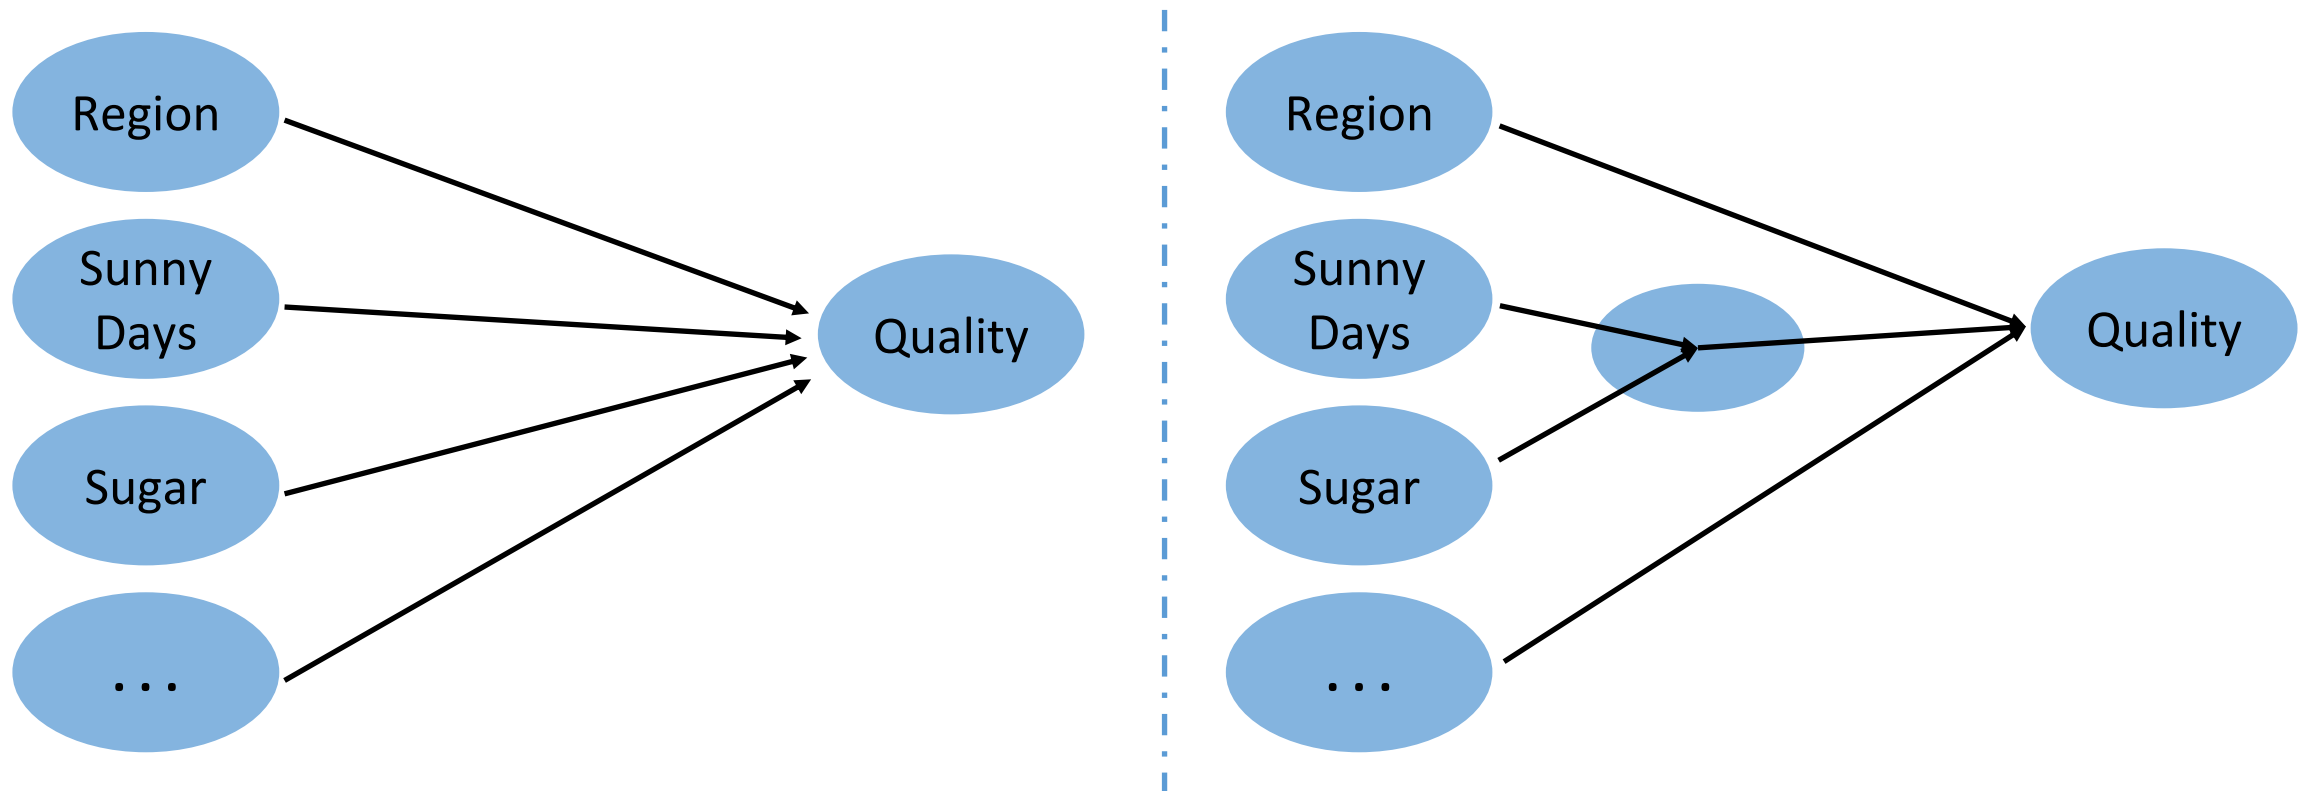 Region
Sunny
Days
Sugar
...
Quality
Region
Sunny
Days
Sugar
...
Quality